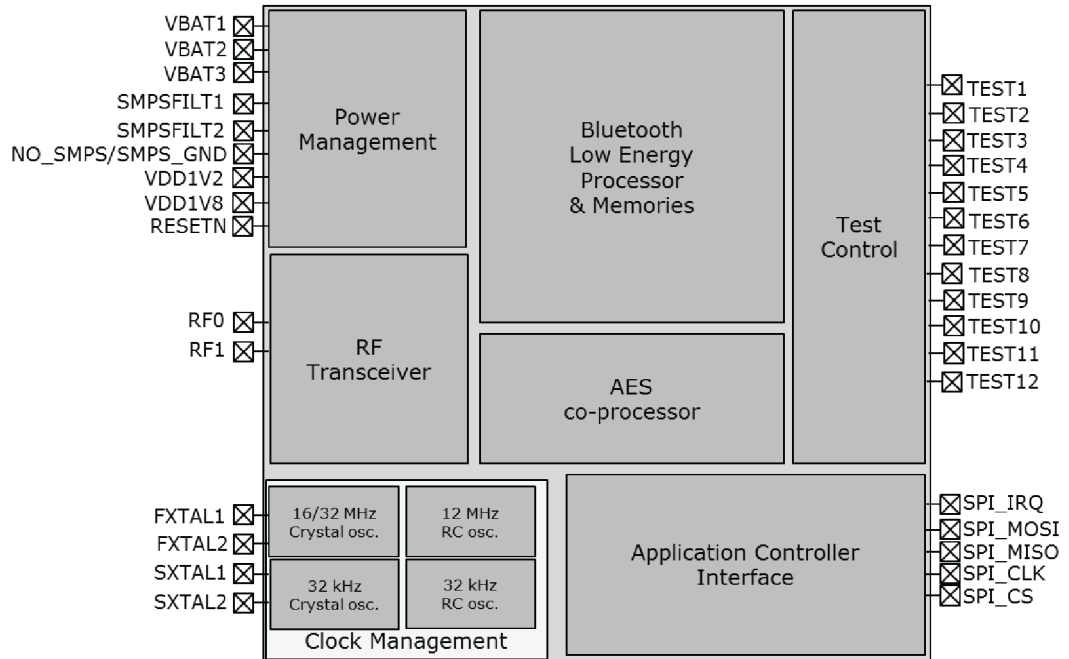 VBAT1
VBAT2
VBAT3
SMPSFILT1
SMPSFILT2
NO_SMPS/SMPS_GND
VDD1V2
VDD1V8
RESETN
RF0
RF1
FXTAL1
FXTAL2
SXTAL1
SXTAL2
Power
Management
RF
Transceiver
16/32 MHz
Crystal osc.
12 MHz
RC osc.
32 kHz
Crystal osc.
32 kHz
RC osc.
Clock Management
Bluetooth
Low Energy
Processor
& Memories
AES
co-processor
Test
Control
Application Controller
Interface
TEST1
TEST2
TEST3
TEST4
TEST5
TEST6
TEST7
TEST8
TEST9
TEST10
TEST11
TEST12
SPI_IRQ
SPI_MOSI
SPI_MISO
SPI_CLK
SPI_CS